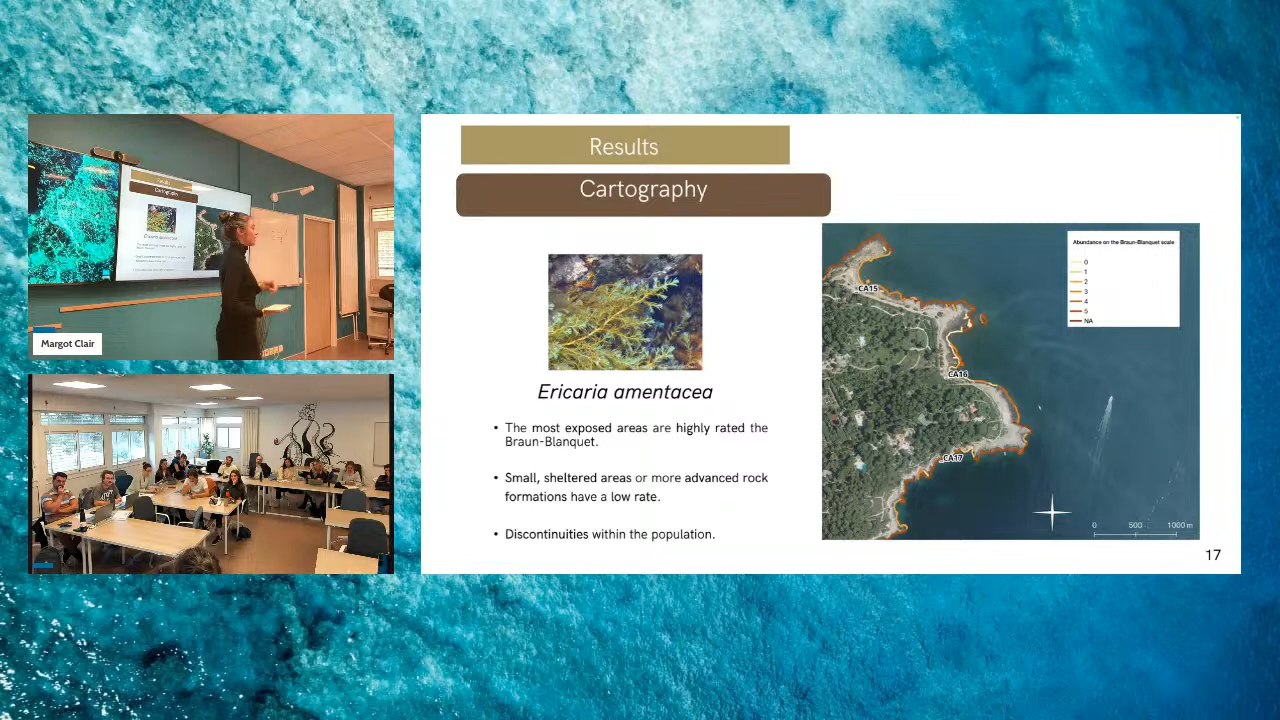 Results
Cartography
Margot Clair
Ericaria amentacea
• The most exposed areas are highly rated the
Braun-Blanquet.
• Small, sheltered areas or more advanced rock
formations have a low rate.
• Discontinuities within the population.
Abundance on the Braun-Blanquet scale
0
1
2
3
4
5
NA
CA15
CA16
CA17
0 500 1000 m
17